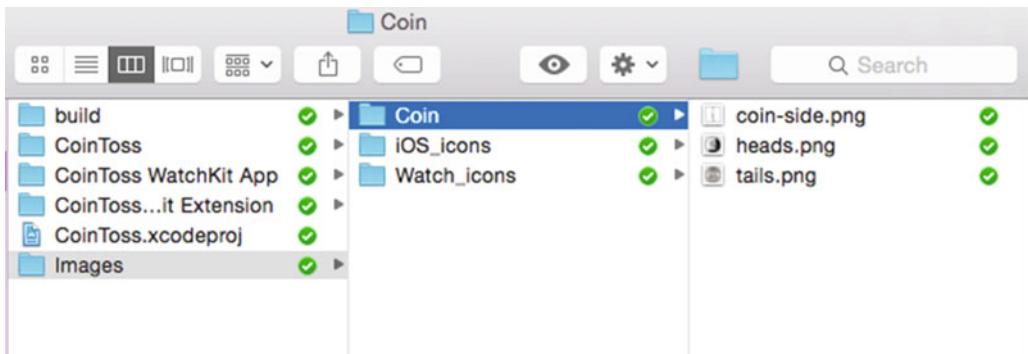 Coin
Search
build
CoinToss
CoinToss WatchKit App
CoinToss...it Extension
CoinToss.xcodeproj
Images
Coin
iOS_icons
Watch_icons
coin-side.png
heads.png
tails.png